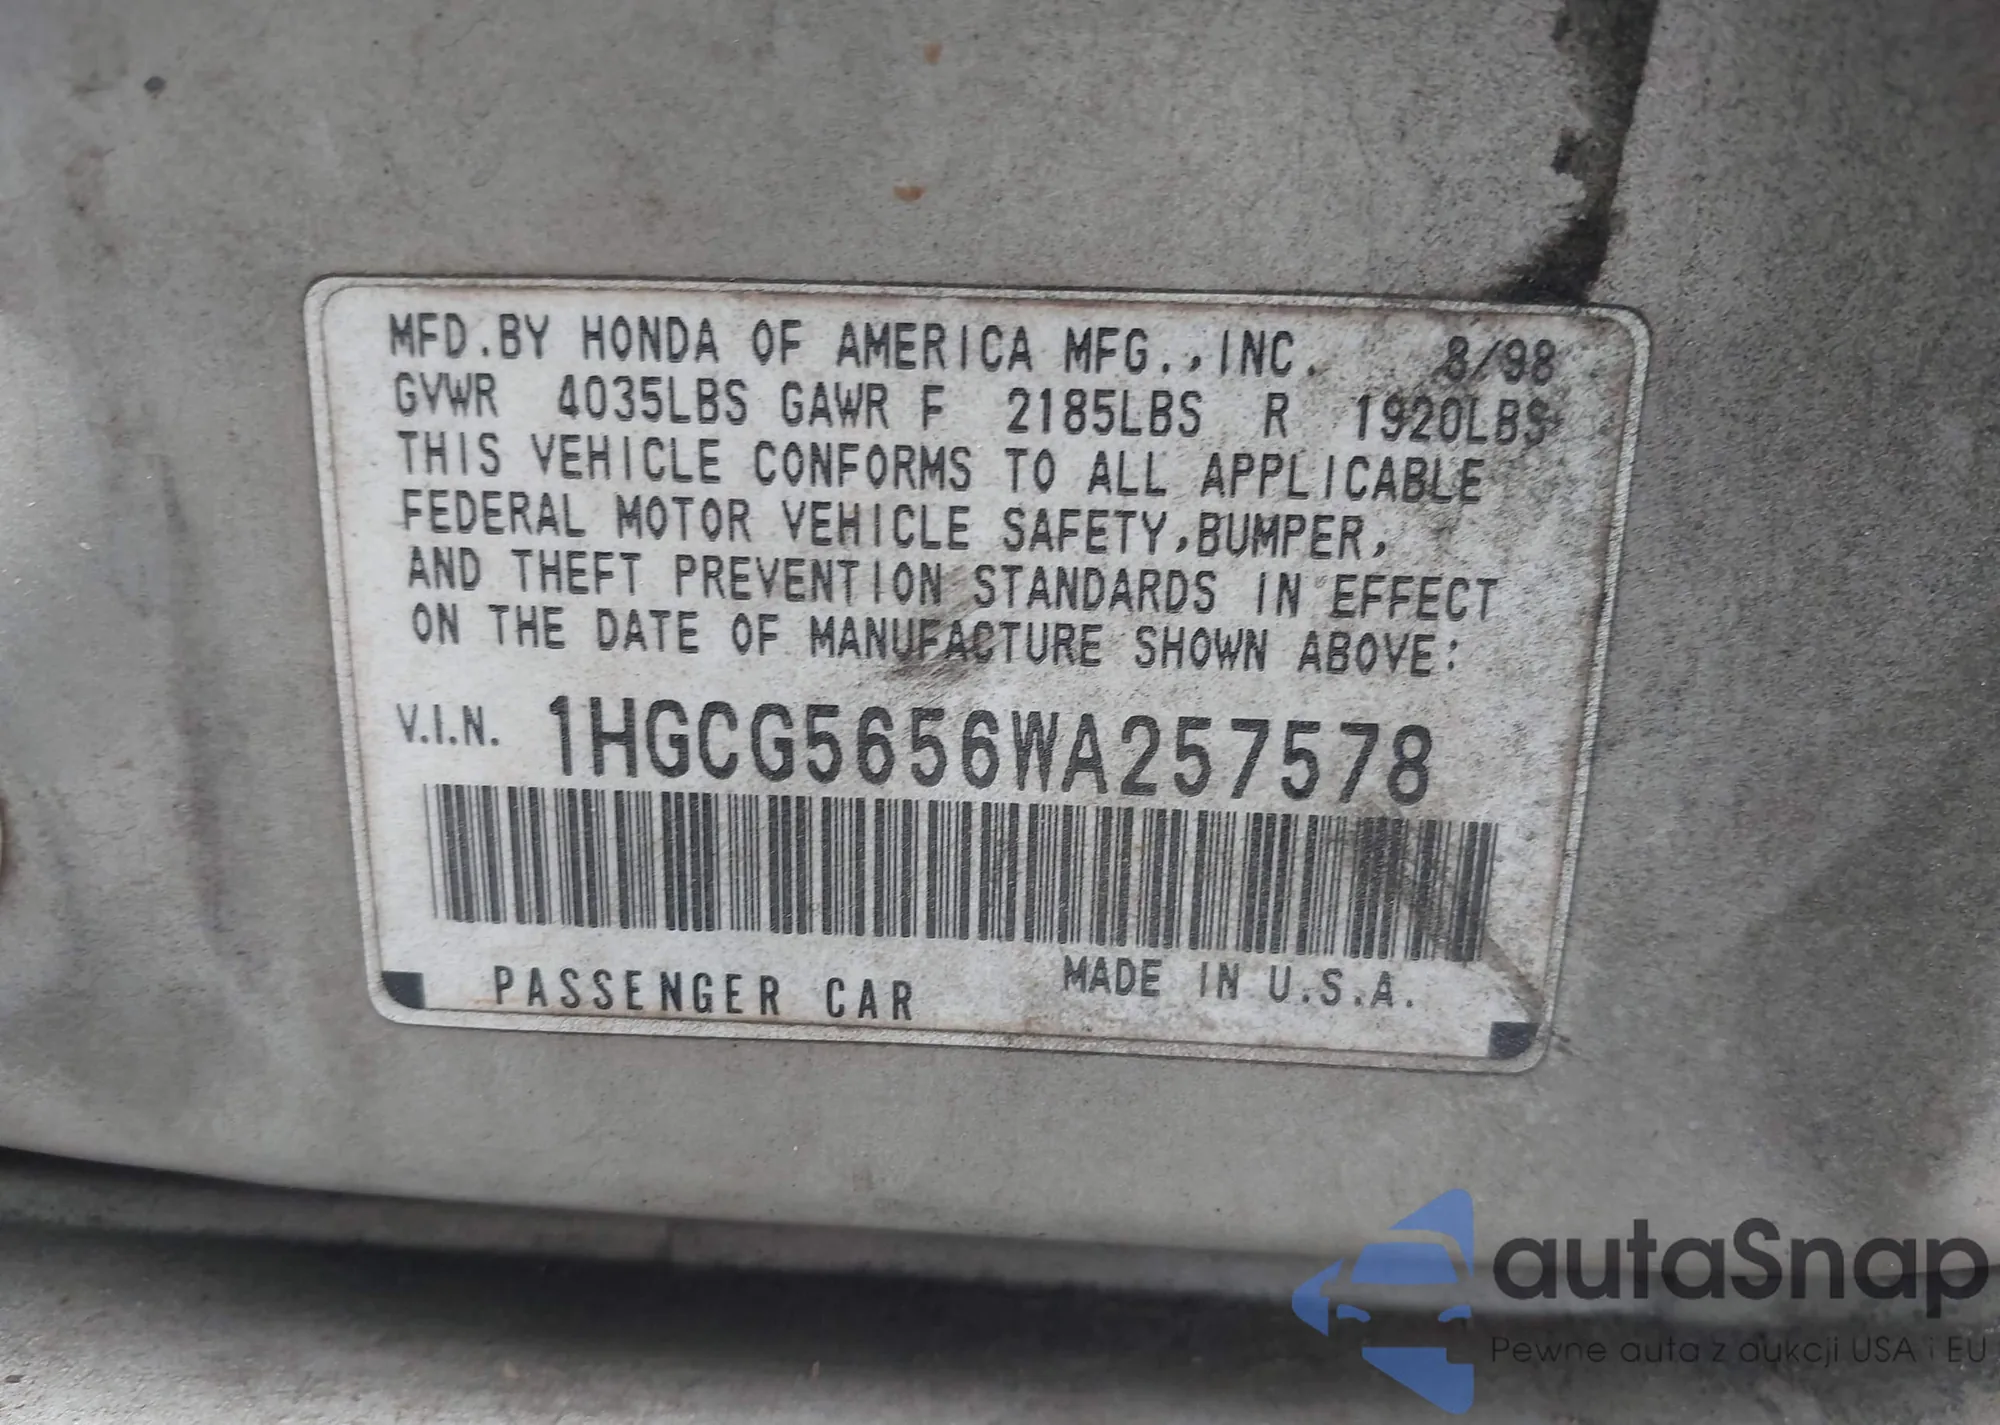 MFD.BY HONDA OF AMERICA MFG.,INC. 8/98
GVWR 4035LBS GAWR F 2185LBS R 1920LBS
THIS VEHICLE CONFORMS TO ALL APPLICABLE
FEDERAL MOTOR VEHICLE SAFETY,BUMPER,
AND THEFT PREVENTION STANDARDS IN EFFECT
ON THE DATE OF MANUFACTURE SHOWN ABOVE:
V.I.N. 1HGCG5656WA257578
PASSENGER CAR MADE IN U.S.A.
autaSnap
Pewne auta z aukcji USA i EU